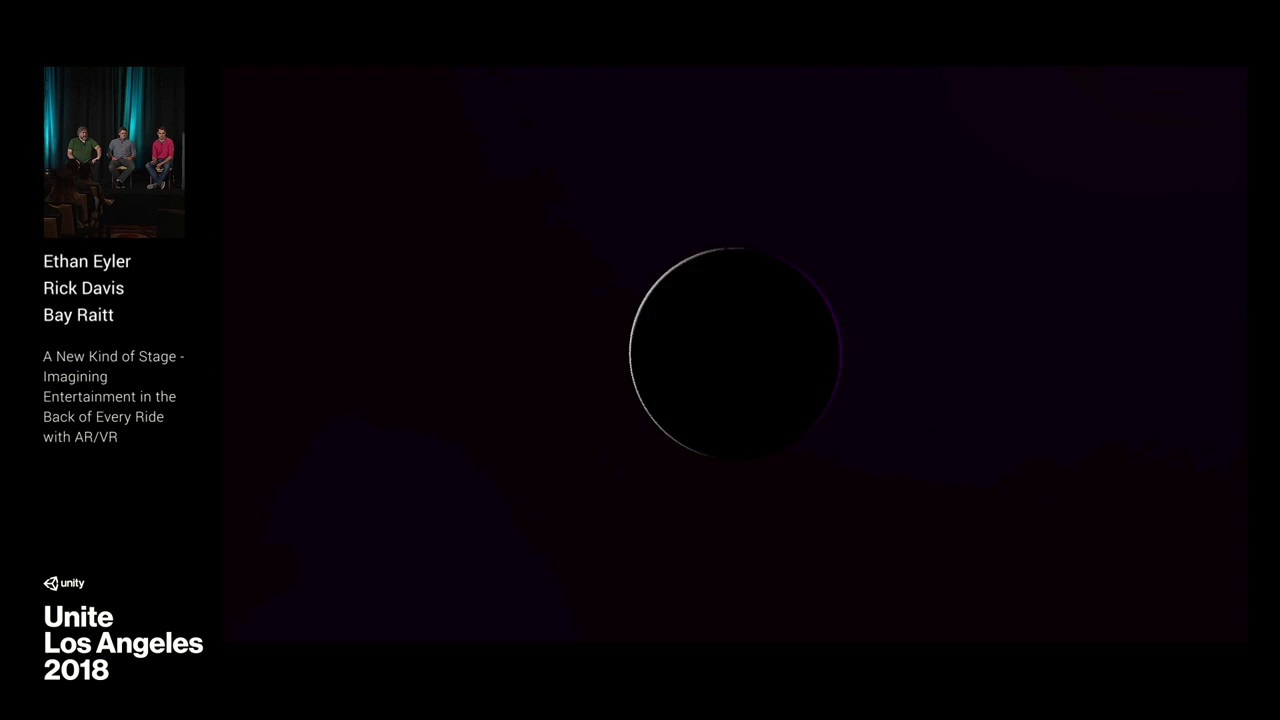 Ethan Eyler
Rick Davis
Bay Raitt
A New Kind of Stage -
Imagining
Entertainment in the
Back of Every Ride
with AR/VR
unity
Unite
Los Angeles
2018